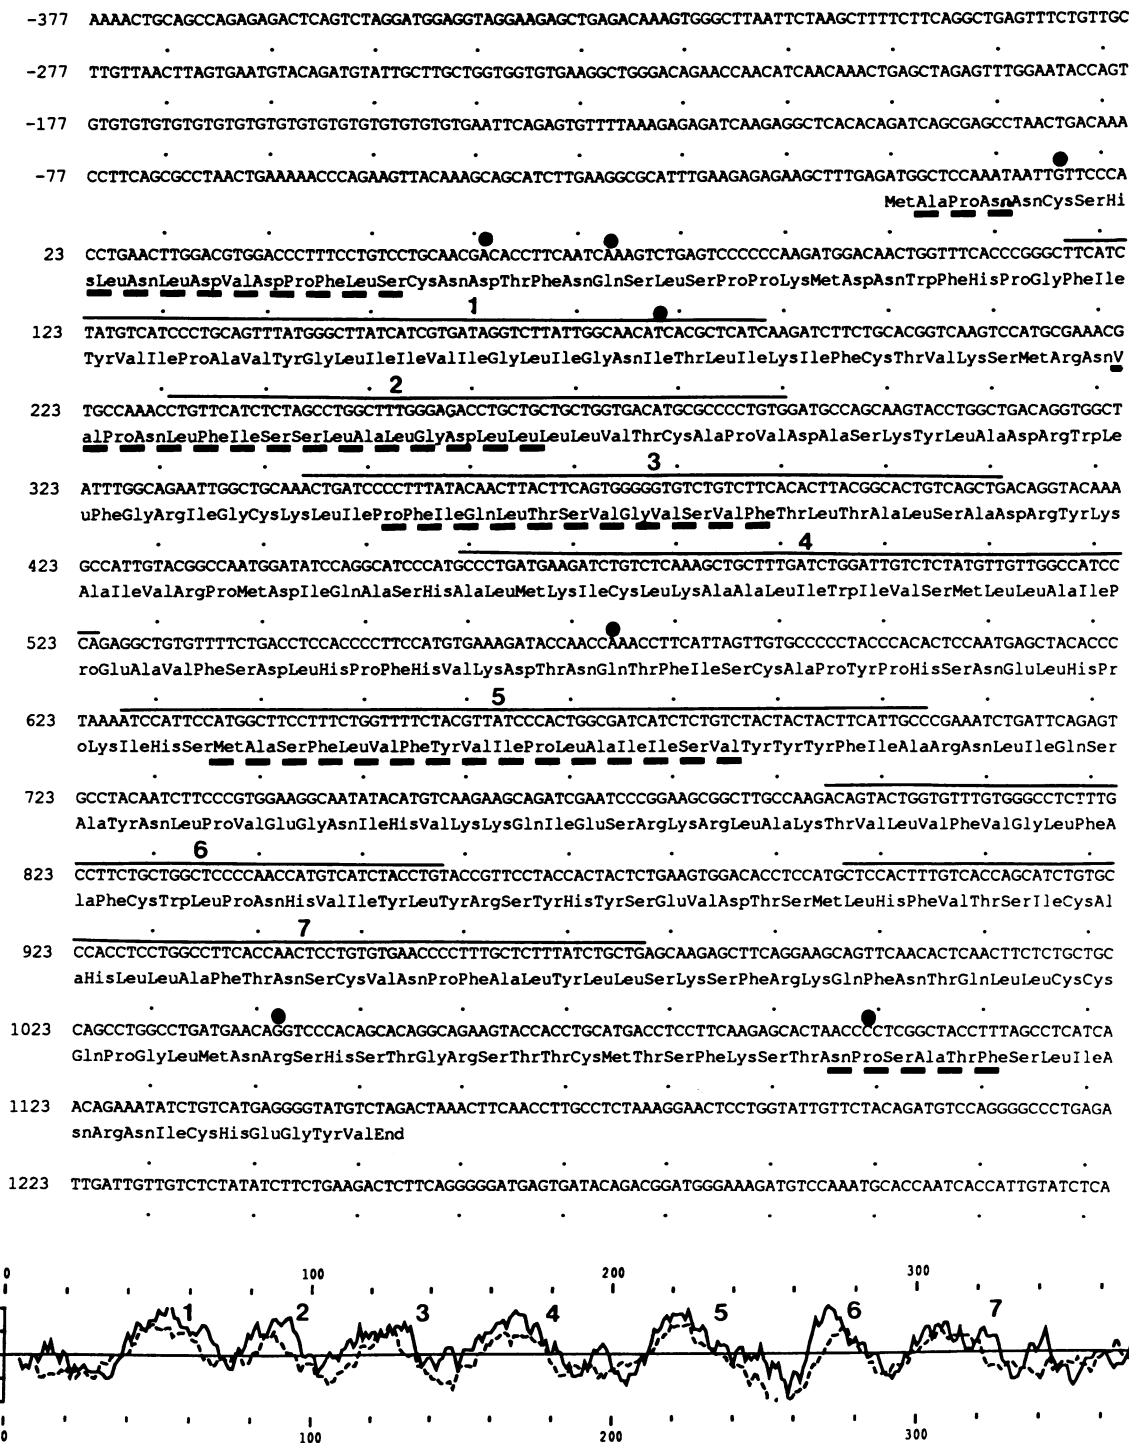 -377 AAAACTGCAGCCAGAGAGACTCAGTCTAGGATGGAGGTAGGAAGAGCTGAGACAAAGTGGGCTTAATTCTAAGCTTTTCTTCAGGCTGAGTTTCTGTTGC
-277 TTGTTAACTTAGTGAATGTACAGATGTATTGCTTGCTGGTGGTGTGAAGGCTGGGACAGAACCAACATCAACAAACTGAGCTAGAGTTTGGAATACCAGT
-177 GTGTGTGTGTGTGTGTGTGTGTGTGTGTGTGTGTGTGAATTCAGAGTGTTTTAAAGAGAGATCAAGAGGCTCACACAGATCAGCGAGCCTAACTGACAAA
-77 CCTTCAGCGCCTAACTGAAAAACCCAGAAGTTACAAAGCAGCATCTTGAAGGCGCATTTGAAGAGAGAAGCTTTGAGATGGCTCCAAATAATTGTTCCCA
MetAlaProAsnAsnCysSerHi
23 CCTGAACTTGGACGTGGACCCTTTCCTGTCCTGCAACGACACCTTCAATCAAAGTCTGAGTCCCCCCAAGATGGACAACTGGTTTCACCCGGGCTTCATC
sLeuAsnLeuAspValAspProPheLeuSerCysAsnAspThrPheAsnGlnSerLeuSerProProLysMetAspAsnTrpPheHisProGlyPheIle
1
123 TATGTCATCCCTGCAGTTTATGGGCTTATCATCGTGATAGGTCTTATTGGCAACATCACGCTCATCAAGATCTTCTGCACGGTCAAGTCCATGCGAAACG
TyrValIleProAlaValTyrGlyLeuIleIleValIleGlyLeuIleGlyAsnIleThrLeuIleLysIlePheCysThrValLysSerMetArgAsnV
2
223 TGCCAAACCTGTTCATCTCTAGCCTGGCTTTGGGAGACCTGCTGCTGCTGGTGACATGCGCCCCTGTGGATGCCAGCAAGTACCTGGCTGACAGGTGGCT
alProAsnLeuPheIleSerSerLeuAlaLeuGlyAspLeuLeuLeuLeuValThrCysAlaProValAspAlaSerLysTyrLeuAlaAspArgTrpLe
3
323 ATTTGGCAGAATTGGCTGCAAACTGATCCCCTTTATACAACTTACTTCAGTGGGGGTGTCTGTCTTCACACTTACGGCACTGTCAGCTGACAGGTACAAA
uPheGlyArgIleGlyCysLysLeuIleProPheIleGlnLeuThrSerValGlyValSerValPheThrLeuThrAlaLeuSerAlaAspArgTyrLys
4
423 GCCATTGTACGGCCAATGGATATCCAGGCATCCCATGCCCTGATGAAGATCTGTCTCAAAGCTGCTTTGATCTGGATTGTCTCTATGTTGTTGGCCATCC
AlaIleValArgProMetAspIleGlnAlaSerHisAlaLeuMetLysIleCysLeuLysAlaAlaLeuIleTrpIleValSerMetLeuLeuAlaIleP
523 CAGAGGCTGTGTTTTCTGACCTCCACCCCTTCCATGTGAAAGATACCAACCAAACCTTCATTAGTTGTGCCCCCTACCCACACTCCAATGAGCTACACCC
roGluAlaValPheSerAspLeuHisProPheHisValLysAspThrAsnGlnThrPheIleSerCysAlaProTyrProHisSerAsnGluLeuHisPr
5
623 TAAAATCCATTCCATGGCTTCCTTTCTGGTTTTCTACGTTATCCCACTGGCGATCATCTCTGTCTACTACTACTTCATTGCCCGAAATCTGATTCAGAGT
oLysIleHisSerMetAlaSerPheLeuValPheTyrValIleProLeuAlaIleIleSerValTyrTyrTyrPheIleAlaArgAsnLeuIleGlnSer
723 GCCTACAATCTTCCCGTGGAAGGCAATATACATGTCAAGAAGCAGATCGAATCCCGGAAGCGGCTTGCCAAGACAGTACTGGTGTTTGTGGGCCTCTTTG
AlaTyrAsnLeuProValGluGlyAsnIleHisValLysLysGlnIleGluSerArgLysArgLeuAlaLysThrValLeuValPheValGlyLeuPheA
6
823 CCTTCTGCTGGCTCCCCAACCATGTCATCTACCTGTACCGTTCCTACCACTACTCTGAAGTGGACACCTCCATGCTCCACTTTGTCACCAGCATCTGTGC
laPheCysTrpLeuProAsnHisValIleTyrLeuTyrArgSerTyrHisTyrSerGluValAspThrSerMetLeuHisPheValThrSerIleCysAl
7
923 CCACCTCCTGGCCTTCACCAACTCCTGTGTGAACCCCTTTGCTCTTTATCTGCTGAGCAAGAGCTTCAGGAAGCAGTTCAACACTCAACTTCTCTGCTGC
aHisLeuLeuAlaPheThrAsnSerCysValAsnProPheAlaLeuTyrLeuLeuSerLysSerPheArgLysGlnPheAsnThrGlnLeuLeuCysCys
1023 CAGCCTGGCCTGATGAACAGGTCCCACAGCACAGGCAGAAGTACCACCTGCATGACCTCCTTCAAGAGCACTAACCCCTCGGCTACCTTTAGCCTCATCA
GlnProGlyLeuMetAsnArgSerHisSerThrGlyArgSerThrThrCysMetThrSerPheLysSerThrAsnProSerAlaThrPheSerLeuIleA
1123 ACAGAAATATCTGTCATGAGGGGTATGTCTAGACTAAACTTCAACCTTGCCTCTAAAGGAACTCCTGGTATTGTTCTACAGATGTCCAGGGGCCCTGAGA
snArgAsnIleCysHisGluGlyTyrValEnd
1223 TTGATTGTTGTCTCTATATCTTCTGAAGACTCTTCAGGGGGATGAGTGATACAGACGGATGGGAAAGATGTCCAAATGCACCAATCACCATTGTATCTCA
0 100 200 300
1 2 3 4 5 6 7
0 100 200 300